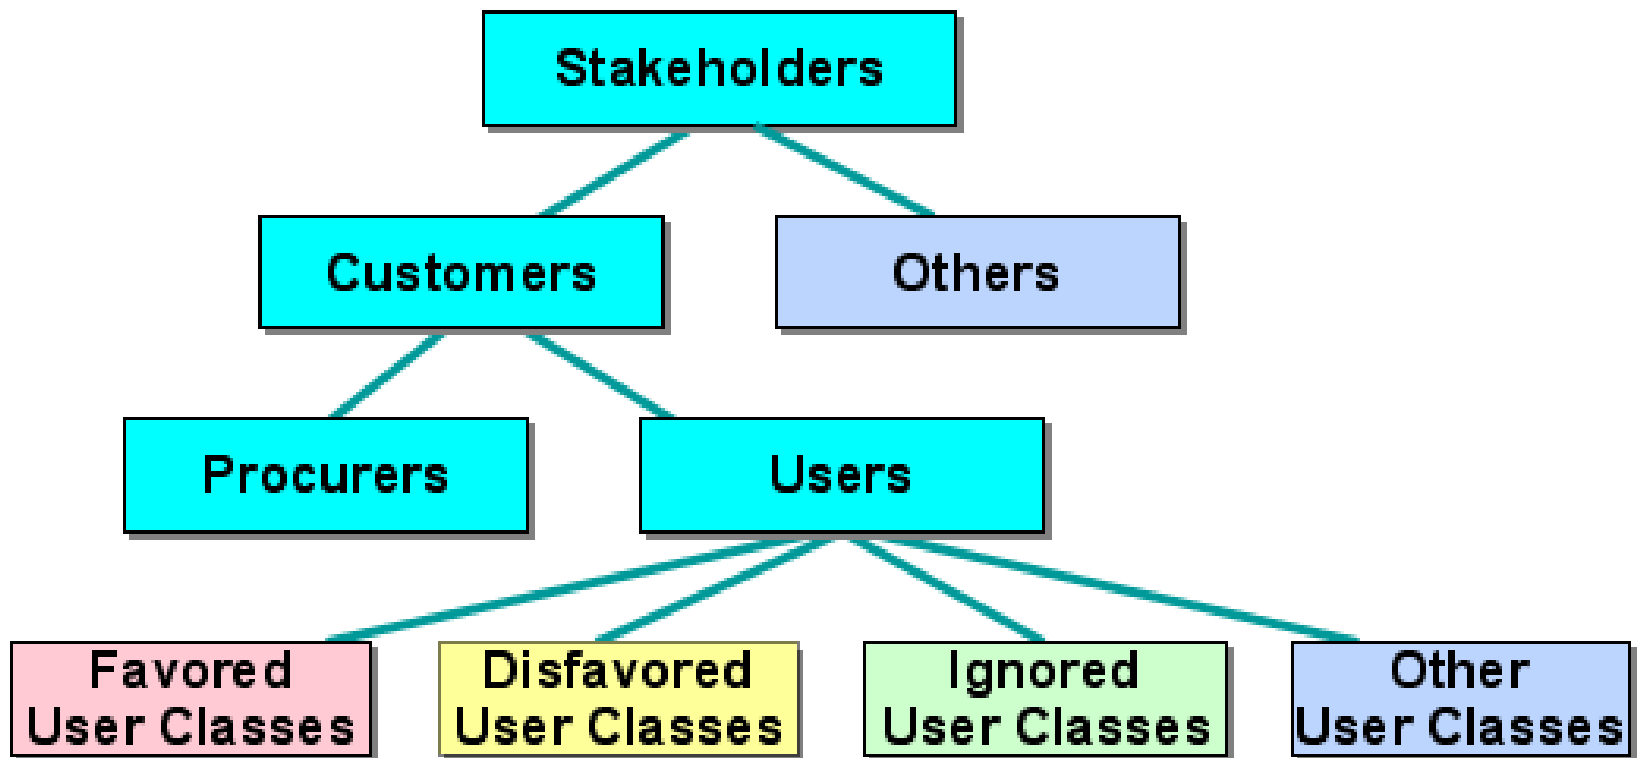 Stakeholders
Customers
Others
Procurers
Users
Favored
User Classes
Disfavored
User Classes
Ignored
User Classes
Other
User Classes